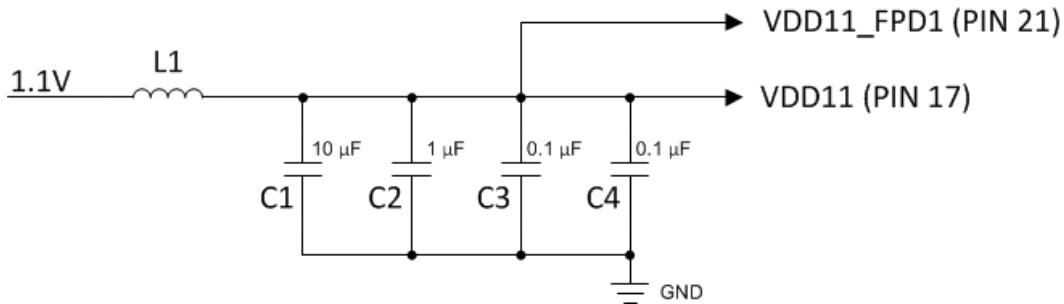 VDD11_FPD1 (PIN 21)
L1
1.1V
VDD11 (PIN 17)
10 µF
1 µF
0.1 µF
0.1 µF
C1
C2
C3
C4
GND